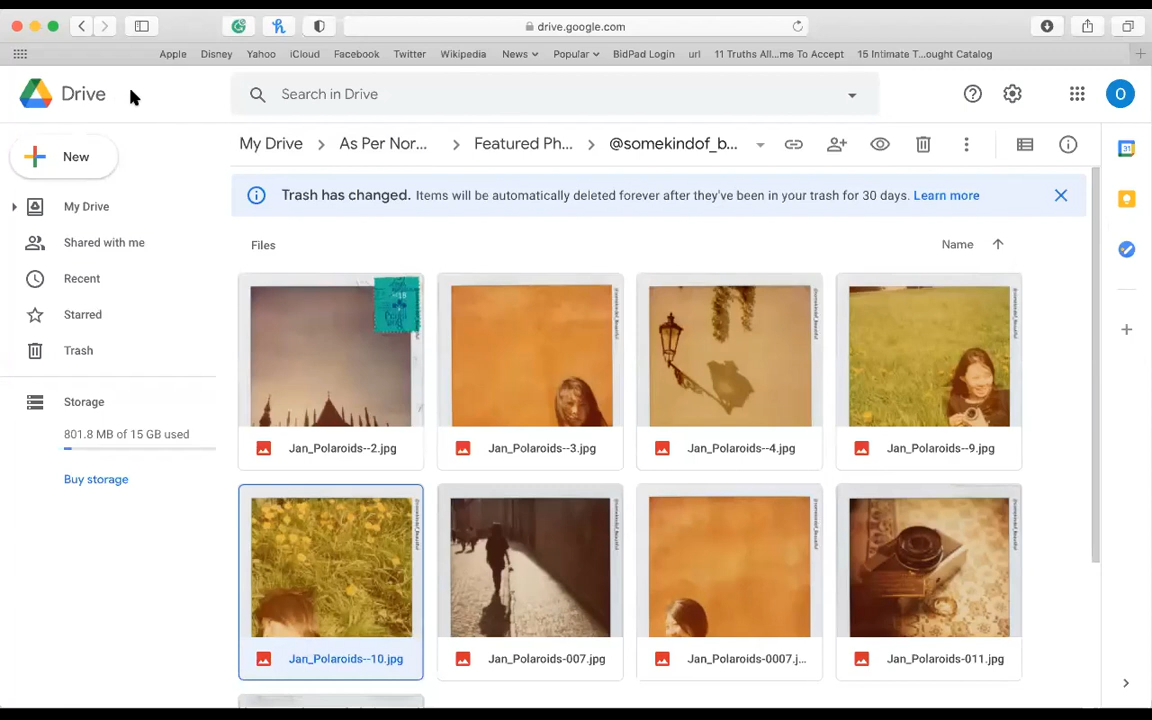 drive.google.com
Apple Disney Yahoo iCloud Facebook Twitter Wikipedia News Popular BidPad Login url 11 Truths All...me To Accept 15 Intimate T...ought Catalog
Drive
Search in Drive
O
New
My Drive > As Per Nor... > Featured Ph... > @somekindof_b...
31
Trash has changed. Items will be automatically deleted forever after they've been in your trash for 30 days. Learn more
My Drive
Shared with me
Recent
Starred
Trash
Storage
801.8 MB of 15 GB used
Buy storage
Files
Name
Jan_Polaroids--2.jpg
Jan_Polaroids--3.jpg
Jan_Polaroids--4.jpg
Jan_Polaroids--9.jpg
Jan_Polaroids--10.jpg
Jan_Polaroids-007.jpg
Jan_Polaroids-0007.j...
Jan_Polaroids-011.jpg